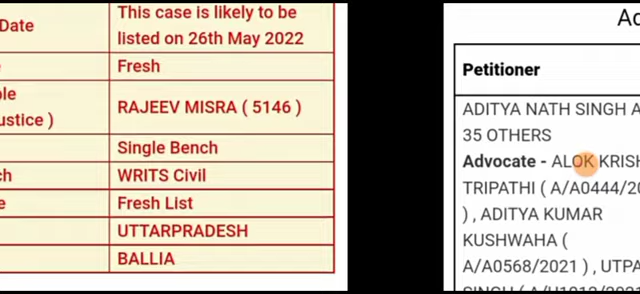 Date
This case is likely to be
listed on 26th May 2022
Fresh
ustice )
RAJEEV MISRA ( 5146 )
Single Bench
WRITS Civil
Fresh List
UTTARPRADESH
BALLIA
Petitioner
ADITYA NATH SINGH A
35 OTHERS
Advocate - ALOK KRISH
TRIPATHI ( A/A0444/20
) , ADITYA KUMAR
KUSHWAHA (
A/A0568/2021 ) , UTPA